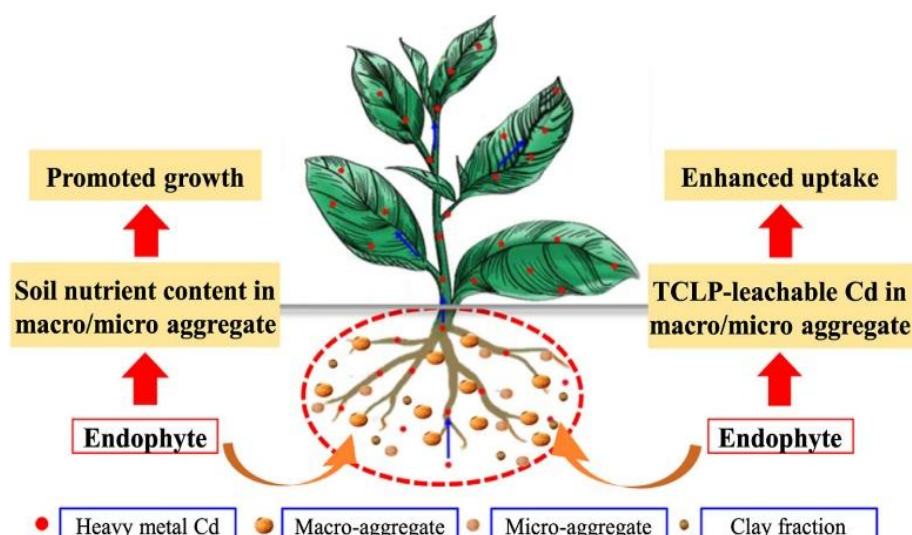 Promoted growth
Enhanced uptake
Soil nutrient content in
macro/micro aggregate
TCLP-leachable Cd in
macro/micro aggregate
Endophyte
Endophyte
Heavy metal Cd
Macro-aggregate
Micro-aggregate
Clay fraction